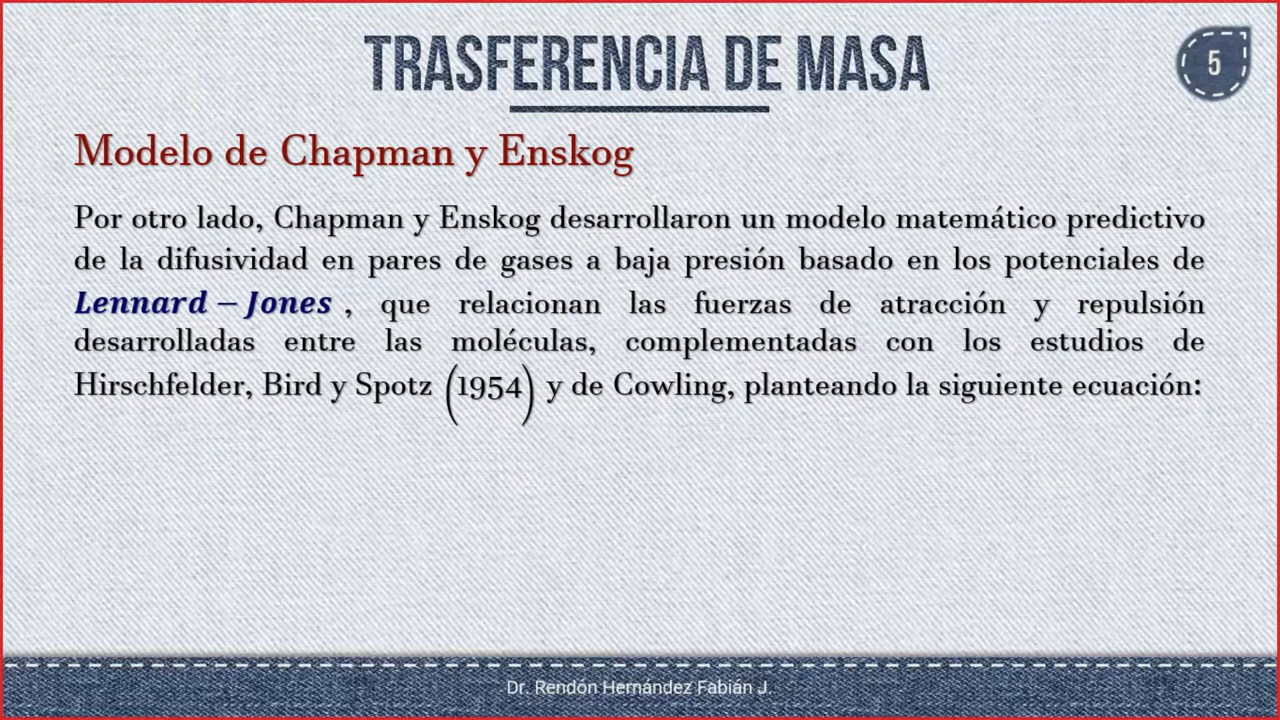 TRASFERENCIA DE MASA
5
Modelo de Chapman y Enskog
Por otro lado, Chapman y Enskog desarrollaron un modelo matemático predictivo
de la difusividad en pares de gases a baja presión basado en los potenciales de
Lennard – Jones , que relacionan las fuerzas de atracción y repulsión
desarrolladas entre las moléculas, complementadas con los estudios de
Hirschfelder, Bird y Spotz (1954) y de Cowling, planteando la siguiente ecuación:
Dr. Rendón Hernández Fabián J.